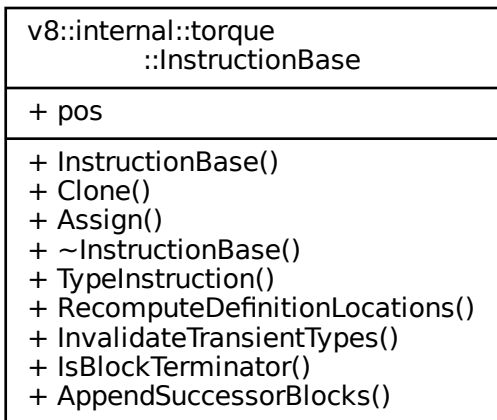 v8::internal::torque
::InstructionBase
+ pos
+ InstructionBase()
+ Clone()
+ Assign()
+ ~InstructionBase()
+ TypeInstruction()
+ RecomputeDefinitionLocations()
+ InvalidateTransientTypes()
+ IsBlockTerminator()
+ AppendSuccessorBlocks()